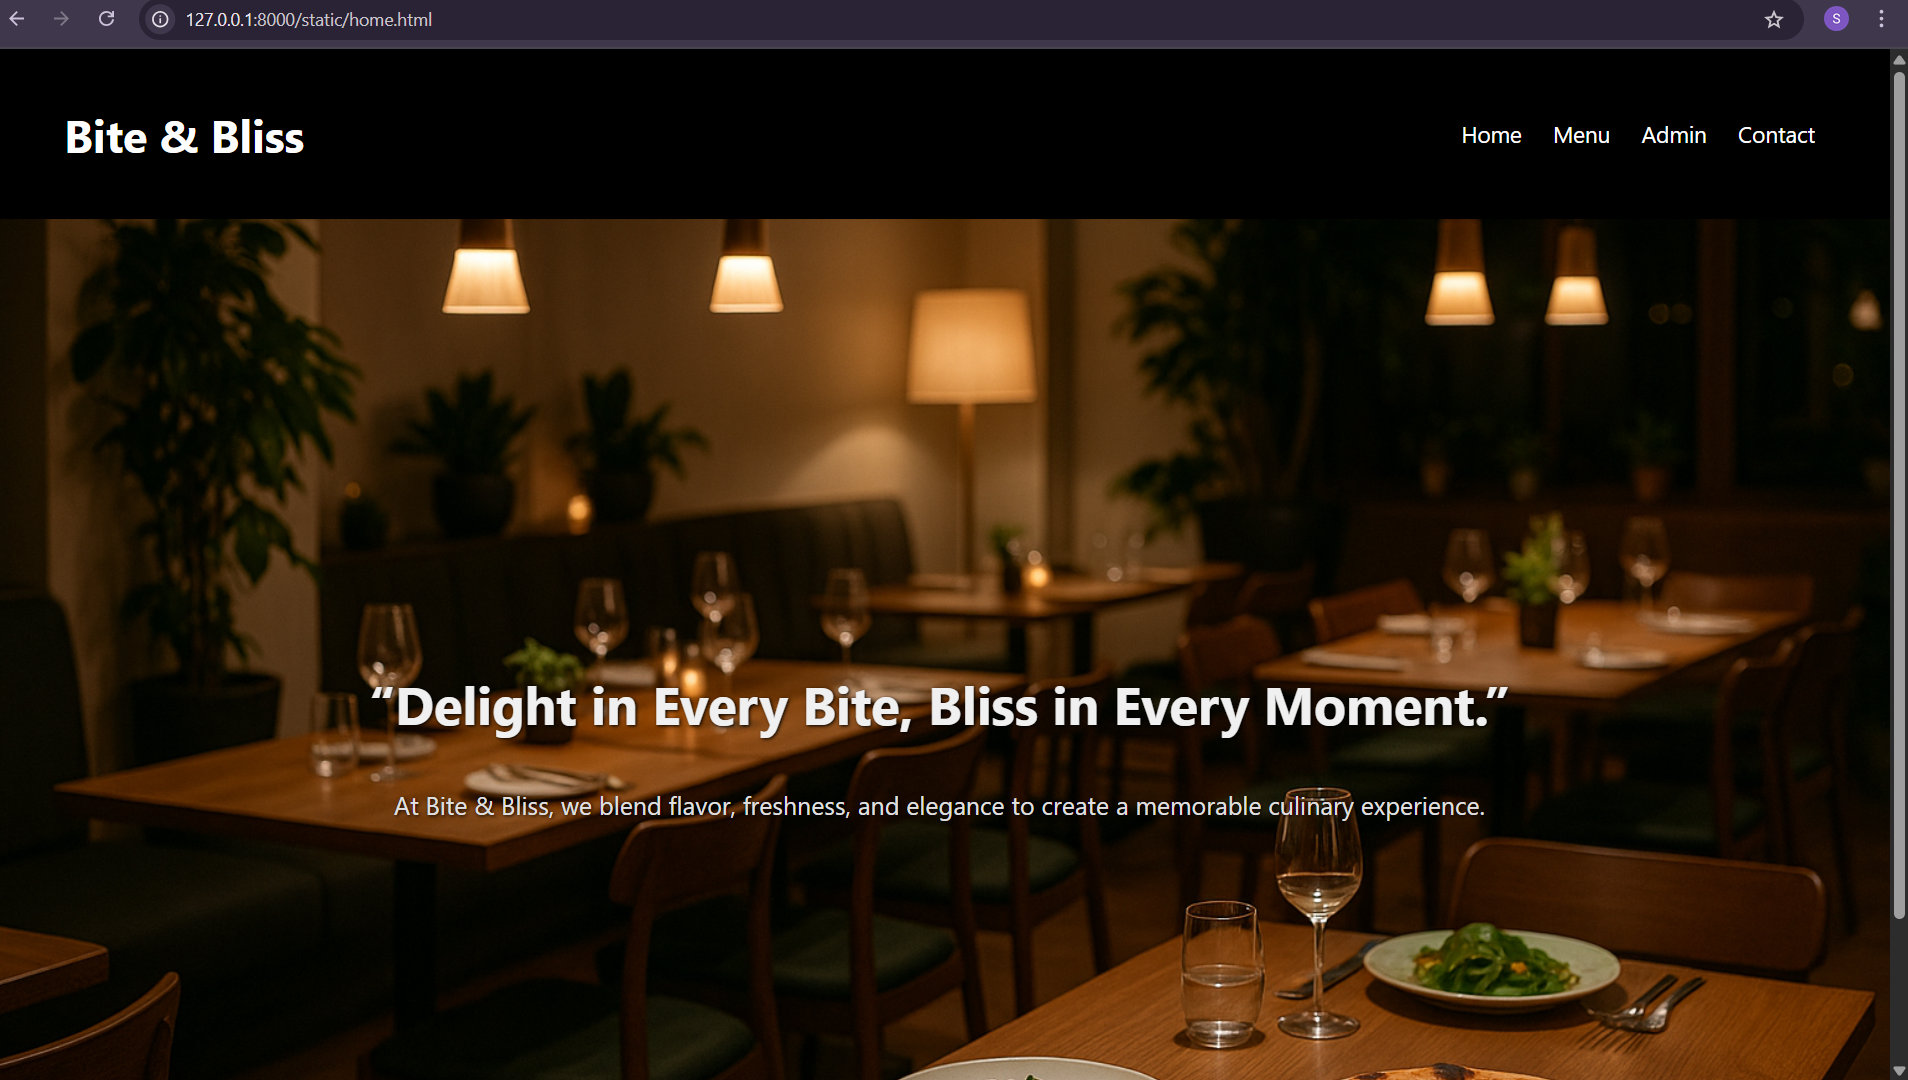 127.0.0.1:8000/static/home.html
S
Bite & Bliss
Home Menu Admin Contact
“Delight in Every Bite, Bliss in Every Moment.”
At Bite & Bliss, we blend flavor, freshness, and elegance to create a memorable culinary experience.